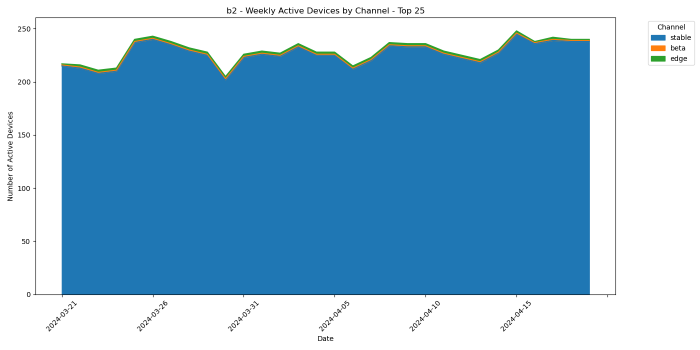 b2 - Weekly Active Devices by Channel - Top 25
Number of Active Devices
250
200
150
100
50
0
2024-03-21
2024-03-26
2024-03-31
2024-04-05
2024-04-10
2024-04-15
Date
Channel
stable
beta
edge